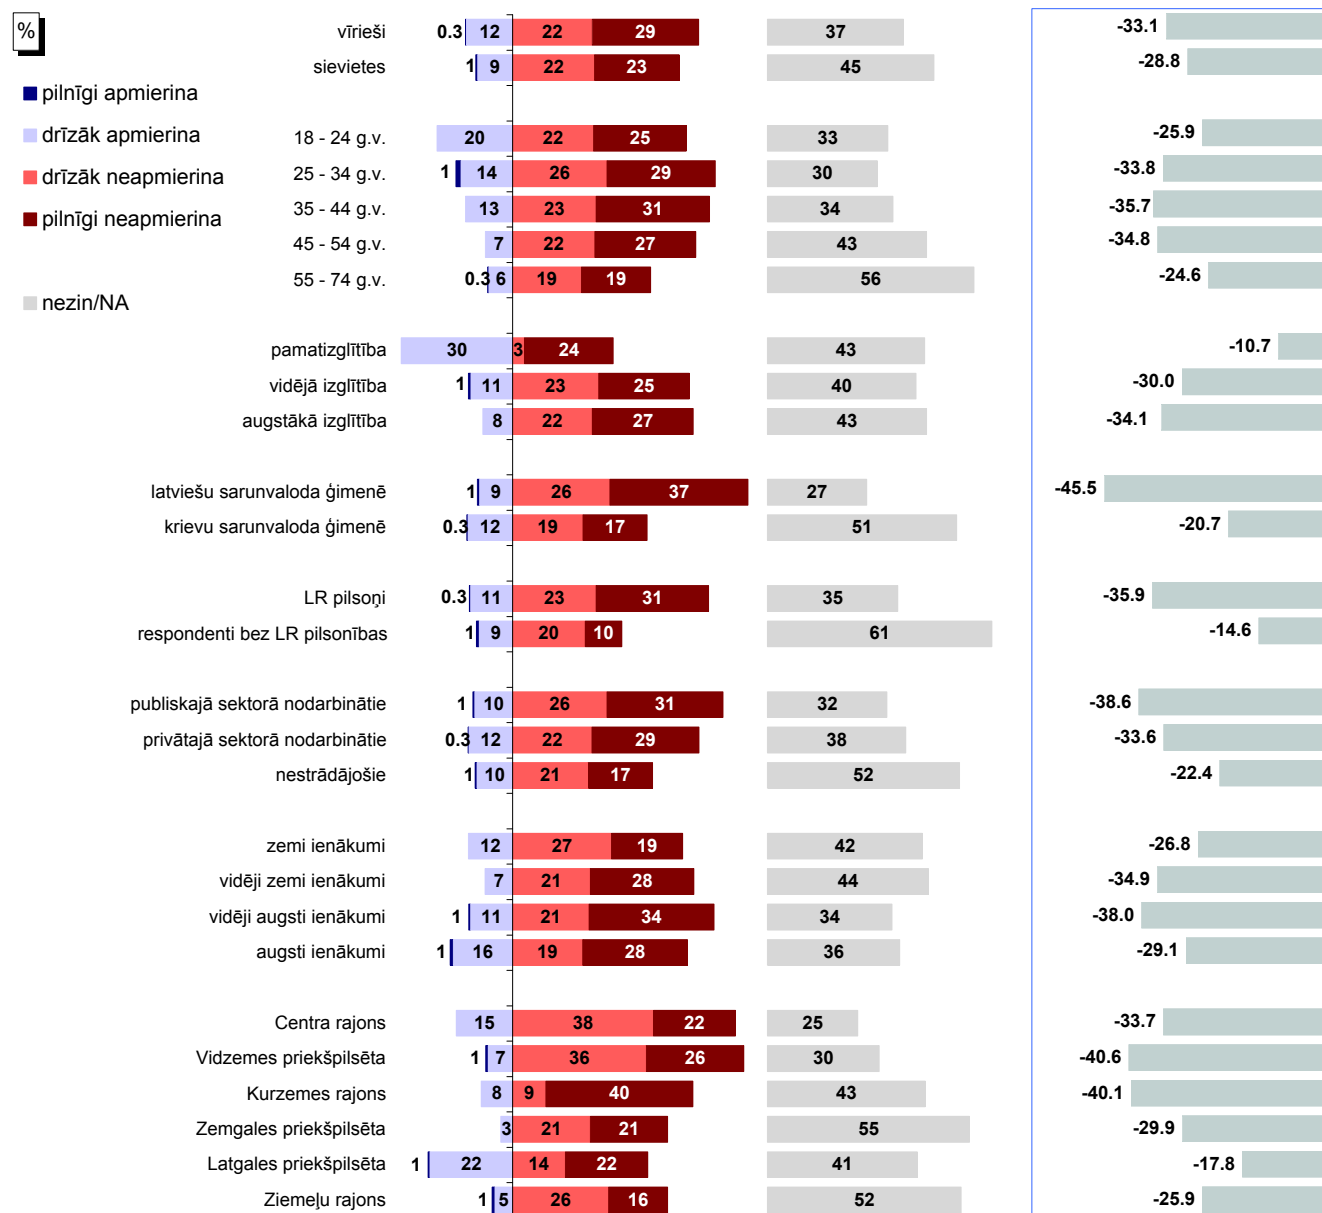 %
pilnīgi apmierina
drīzāk apmierina
drīzāk neapmierina
pilnīgi neapmierina
nezin/NA
vīrieši 0.3 12 22 29 37 -33.1
sievietes 1 9 22 23 45 -28.8
18 - 24 g.v. 20 22 25 33 -25.9
25 - 34 g.v. 1 14 26 29 30 -33.8
35 - 44 g.v. 13 23 31 34 -35.7
45 - 54 g.v. 7 22 27 43 -34.8
55 - 74 g.v. 0.3 6 19 19 56 -24.6
pamatizglītība 30 3 24 43 -10.7
vidējā izglītība 1 11 23 25 40 -30.0
augstākā izglītība 8 22 27 43 -34.1
latviešu sarunvaloda ģimenē 1 9 26 37 27 -45.5
krievu sarunvaloda ģimenē 0.3 12 19 17 51 -20.7
LR pilsoņi 0.3 11 23 31 35 -35.9
respondenti bez LR pilsonības 1 9 20 10 61 -14.6
publiskajā sektorā nodarbinātie 1 10 26 31 32 -38.6
privātajā sektorā nodarbinātie 0.3 12 22 29 38 -33.6
nestrādājošie 1 10 21 17 52 -22.4
zemi ienākumi 12 27 19 42 -26.8
vidēji zemi ienākumi 7 21 28 44 -34.9
vidēji augsti ienākumi 1 11 21 34 34 -38.0
augsti ienākumi 1 16 19 28 36 -29.1
Centra rajons 15 38 22 25 -33.7
Vidzemes priekšpilsēta 1 7 36 26 30 -40.6
Kurzemes rajons 8 9 40 43 -40.1
Zemgales priekšpilsēta 3 21 21 55 -29.9
Latgales priekšpilsēta 1 22 14 22 41 -17.8
Ziemeļu rajons 1 5 26 16 52 -25.9